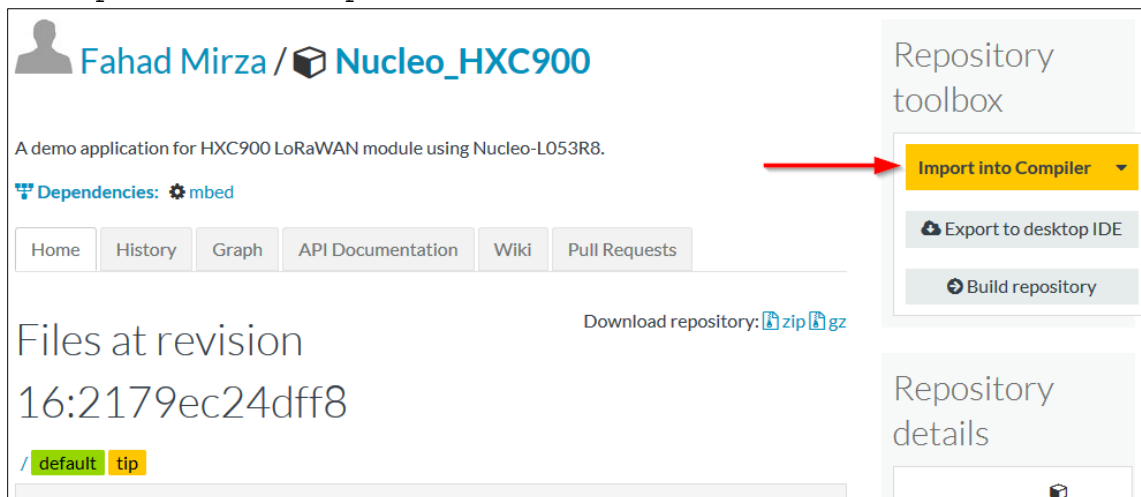 Fahad Mirza / Nucleo_HXC900
A demo application for HXC900 LoRaWAN module using Nucleo-L053R8.
Dependencies: mbed
Home History Graph API Documentation Wiki Pull Requests
Download repository: zip gz
Files at revision
16:2179ec24dff8
/ default tip
Repository
toolbox
Import into Compiler
Export to desktop IDE
Build repository
Repository
details